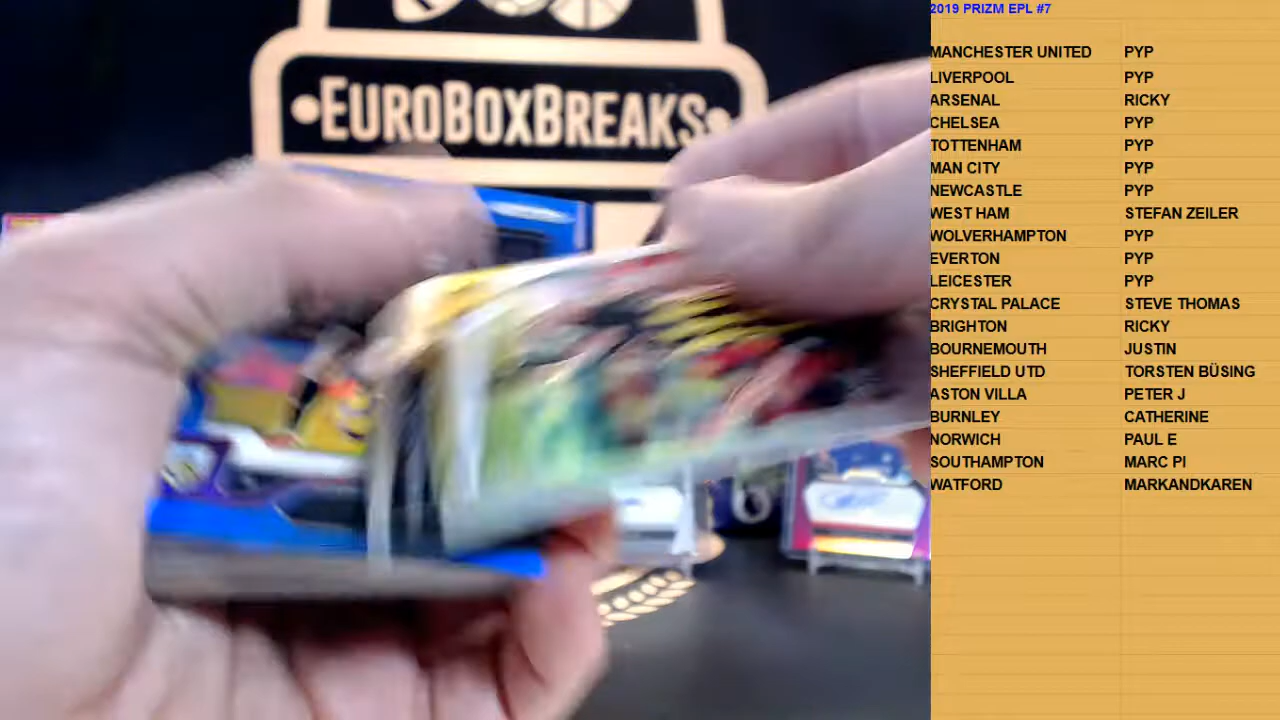 •EUROBOXBREAKS•
2019 PRIZM EPL #7
MANCHESTER UNITED PYP
LIVERPOOL PYP
ARSENAL RICKY
CHELSEA PYP
TOTTENHAM PYP
MAN CITY PYP
NEWCASTLE PYP
WEST HAM STEFAN ZEILER
WOLVERHAMPTON PYP
EVERTON PYP
LEICESTER PYP
CRYSTAL PALACE STEVE THOMAS
BRIGHTON RICKY
BOURNEMOUTH JUSTIN
SHEFFIELD UTD TORSTEN BÜSING
ASTON VILLA PETER J
BURNLEY CATHERINE
NORWICH PAUL E
SOUTHAMPTON MARC PI
WATFORD MARKANDKAREN